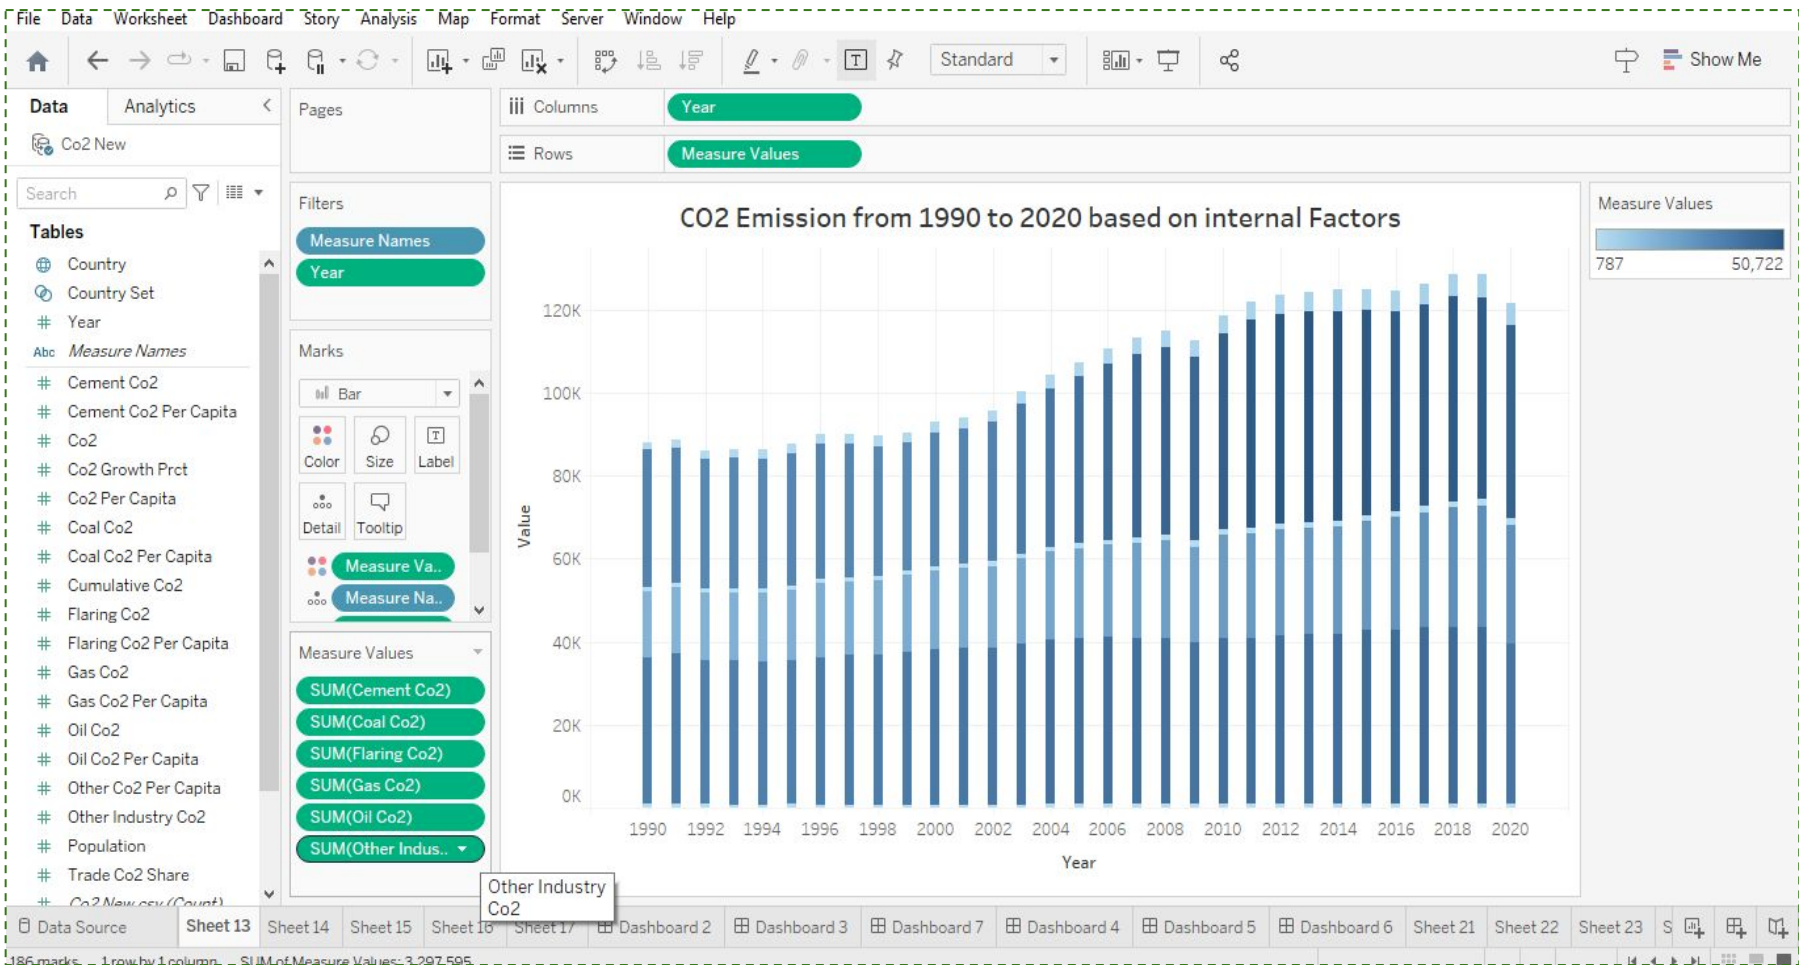 File Data Worksheet Dashboard Story Analysis Map Format Server Window Help
Standard
Show Me
Data Analytics
Co2 New
Search
Tables
Country
Country Set
# Year
Abc Measure Names
# Cement Co2
# Cement Co2 Per Capita
# Co2
# Co2 Growth Prct
# Co2 Per Capita
# Coal Co2
# Coal Co2 Per Capita
# Cumulative Co2
# Flaring Co2
# Flaring Co2 Per Capita
# Gas Co2
# Gas Co2 Per Capita
# Oil Co2
# Oil Co2 Per Capita
# Other Co2 Per Capita
# Other Industry Co2
# Population
# Trade Co2 Share
# Co2 New.csv (Count)
Pages
Filters
Measure Names
Year
Marks
Bar
Color Size Label
Detail Tooltip
Measure Va..
Measure Na..
Measure Values
SUM(Cement Co2)
SUM(Coal Co2)
SUM(Flaring Co2)
SUM(Gas Co2)
SUM(Oil Co2)
SUM(Other Indus..
Other Industry
Co2
Columns Year
Rows Measure Values
CO2 Emission from 1990 to 2020 based on internal Factors
Value
120K
100K
80K
60K
40K
20K
0K
1990 1992 1994 1996 1998 2000 2002 2004 2006 2008 2010 2012 2014 2016 2018 2020
Year
Measure Values
787 50,722
Data Source Sheet 13 Sheet 14 Sheet 15 Sheet 16 Sheet 17 Dashboard 2 Dashboard 3 Dashboard 7 Dashboard 4 Dashboard 5 Dashboard 6 Sheet 21 Sheet 22 Sheet 23 S
186 marks 1 row by 1 column SUM of Measure Values: 3,297,595